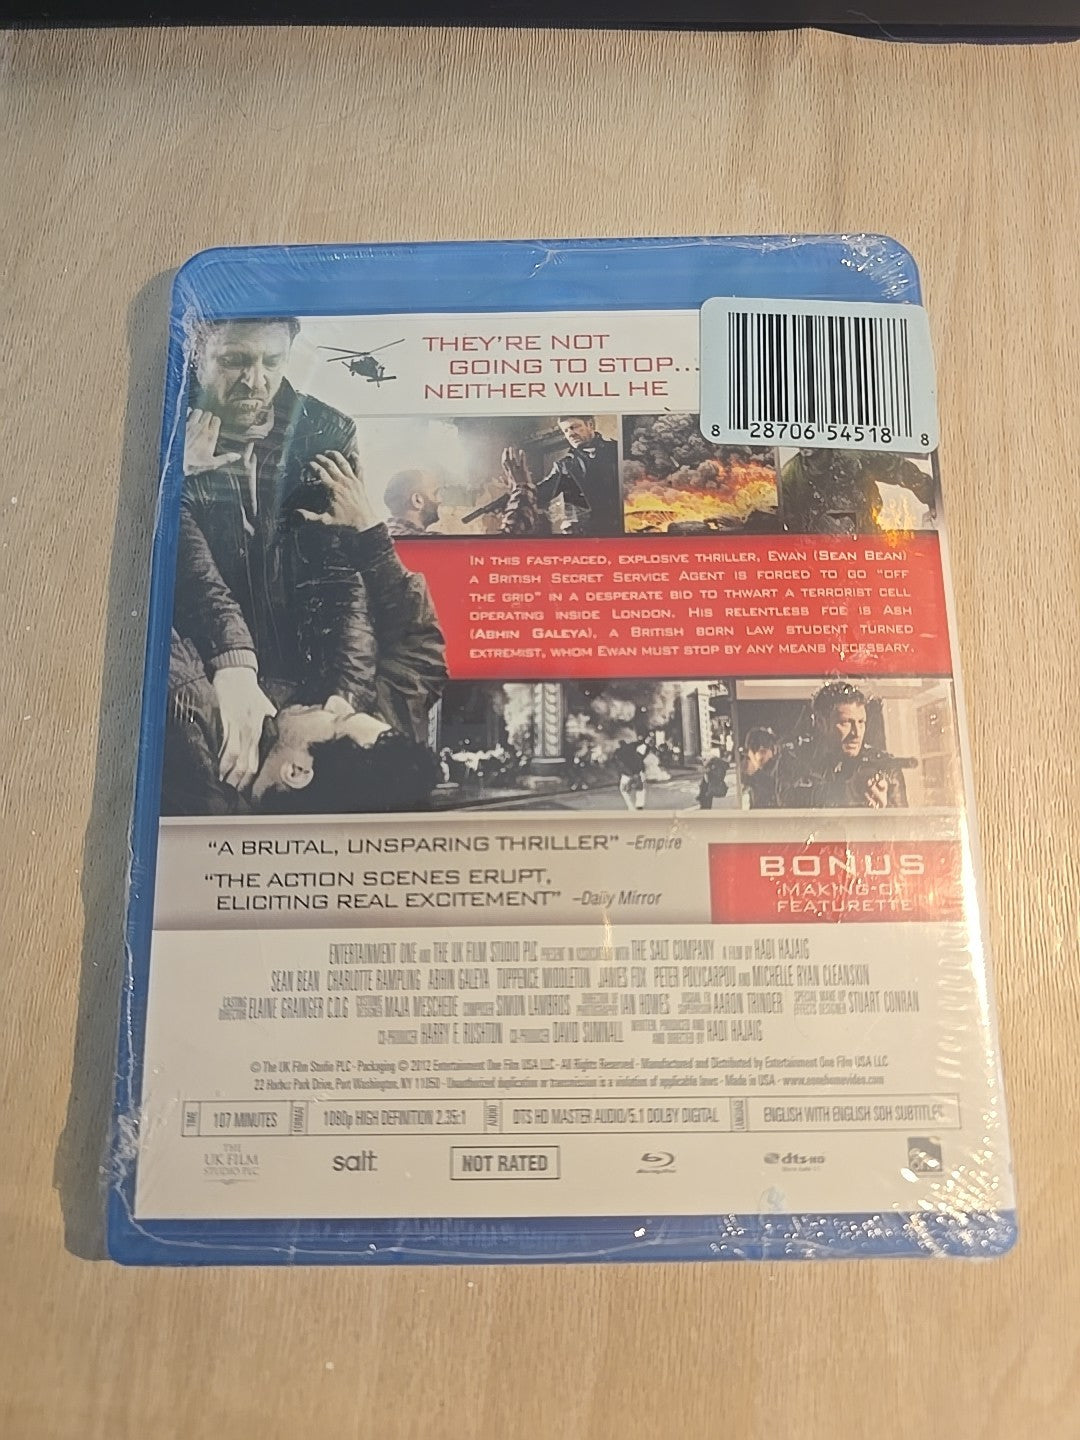 THEY'RE NOT
GOING TO STOP...
NEITHER WILL HE
8 28706 54518 8
IN THIS FAST-PACED, EXPLOSIVE THRILLER, EWAN (SEAN BEAN)
A BRITISH SECRET SERVICE AGENT IS FORCED TO GO "OFF
THE GRID" IN A DESPERATE BID TO THWART A TERRORIST CELL
OPERATING INSIDE LONDON. HIS RELENTLESS FOE IS ASH
(ABHIN GALEYA), A BRITISH BORN LAW STUDENT TURNED
EXTREMIST, WHOM EWAN MUST STOP BY ANY MEANS NECESSARY.
"A BRUTAL, UNSPARING THRILLER" –Empire
"THE ACTION SCENES ERUPT,
ELICITING REAL EXCITEMENT" –Daily Mirror
BONUS
MAKING-OF
FEATURETTE
ENTERTAINMENT ONE AND THE UK FILM STUDIO PLC PRESENT IN ASSOCIATION WITH THE SALT COMPANY A FILM BY HADI HAJAIG
SEAN BEAN CHARLOTTE RAMPLING ABHIN GALEYA TUPPENCE MIDDLETON JAMES FOX PETER POLYCARPOU AND MICHELLE RYAN CLEANSKIN
CASTING DIRECTOR ELAINE GRAINGER C.D.G COSTUME DESIGNER MAJA MESCHEDE COMPOSER SIMON LAMBROS DIRECTOR OF PHOTOGRAPHY IAN HOWES VISUAL FX SUPERVISOR AARON TRINDER SPECIAL MAKE UP EFFECTS DESIGNER STUART CONRAN
CO-PRODUCER HARRY E. RUSHTON CO-PRODUCER DAVID SUMNALL WRITTEN, PRODUCED AND AND DIRECTED BY HADI HAJAIG
© The UK Film Studio PLC - Packaging © 2012 Entertainment One Film USA LLC - All Rights Reserved - Manufactured and Distributed by Entertainment One Film USA LLC
22 Harbor Park Drive, Port Washington, NY 11050 - Unauthorized duplication or transmission is a violation of applicable laws - Made in USA - www.eonehomevideo.com
TIME 107 MINUTES FORMAT 1080p HIGH DEFINITION 2.35:1 AUDIO DTS HD MASTER AUDIO/5.1 DOLBY DIGITAL LANGUAGE ENGLISH WITH ENGLISH SDH SUBTITLES
THE
UK FILM
STUDIO PLC
salt
NOT RATED
Blu-ray Disc
dts-HD